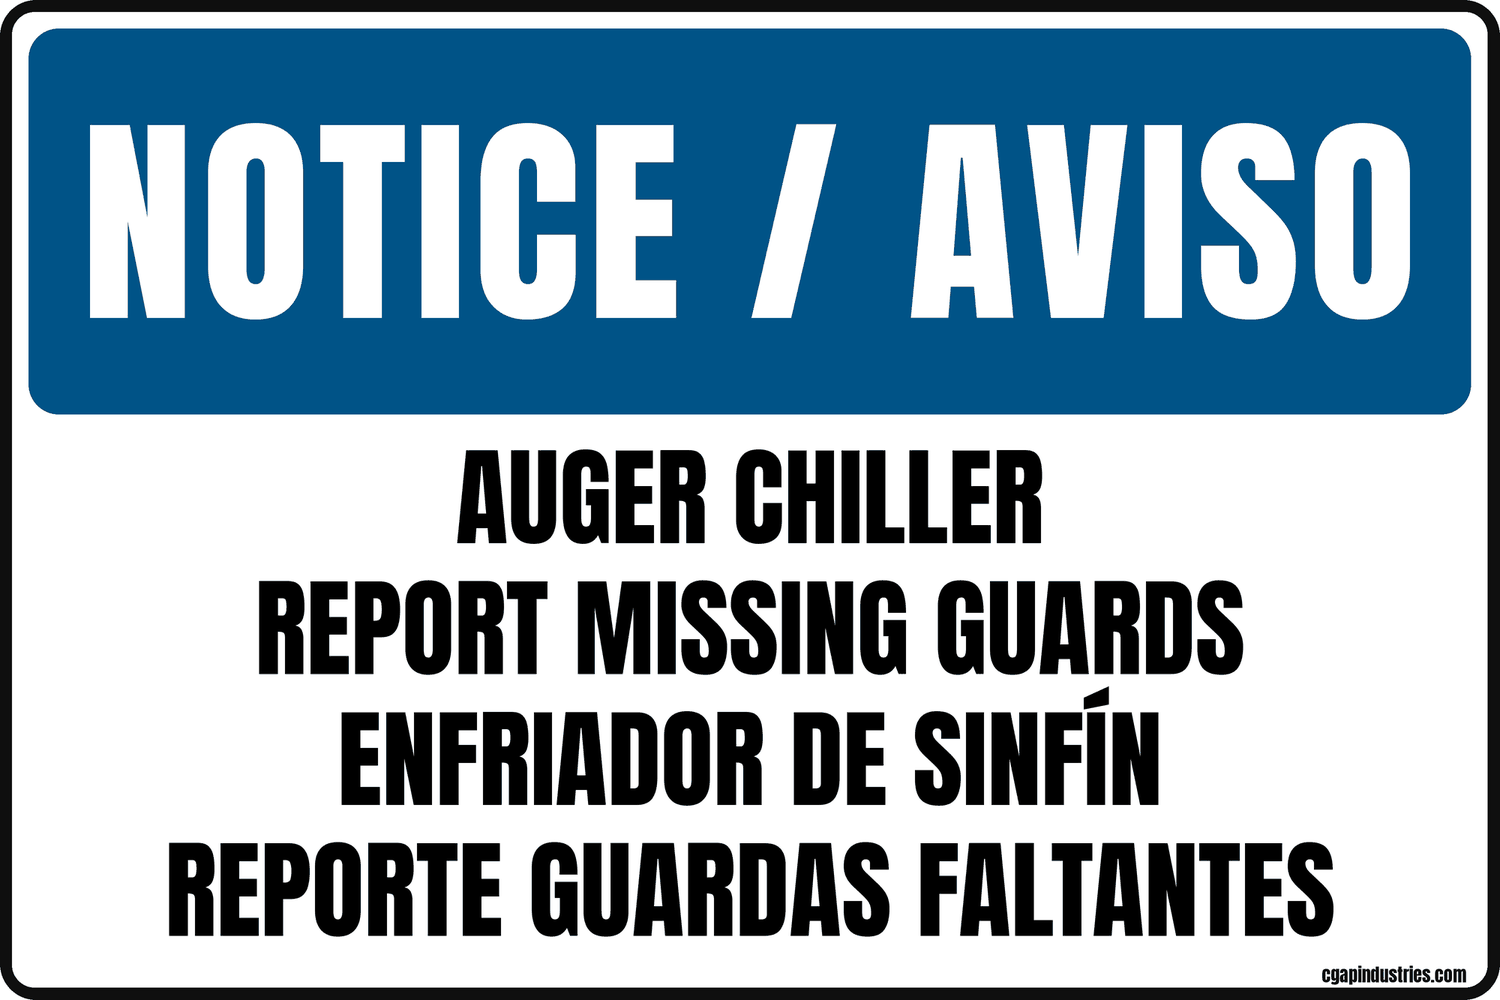 NOTICE / AVISO
AUGER CHILLER
REPORT MISSING GUARDS
ENFRIADOR DE SINFÍN
REPORTE GUARDAS FALTANTES
cgapindustries.com